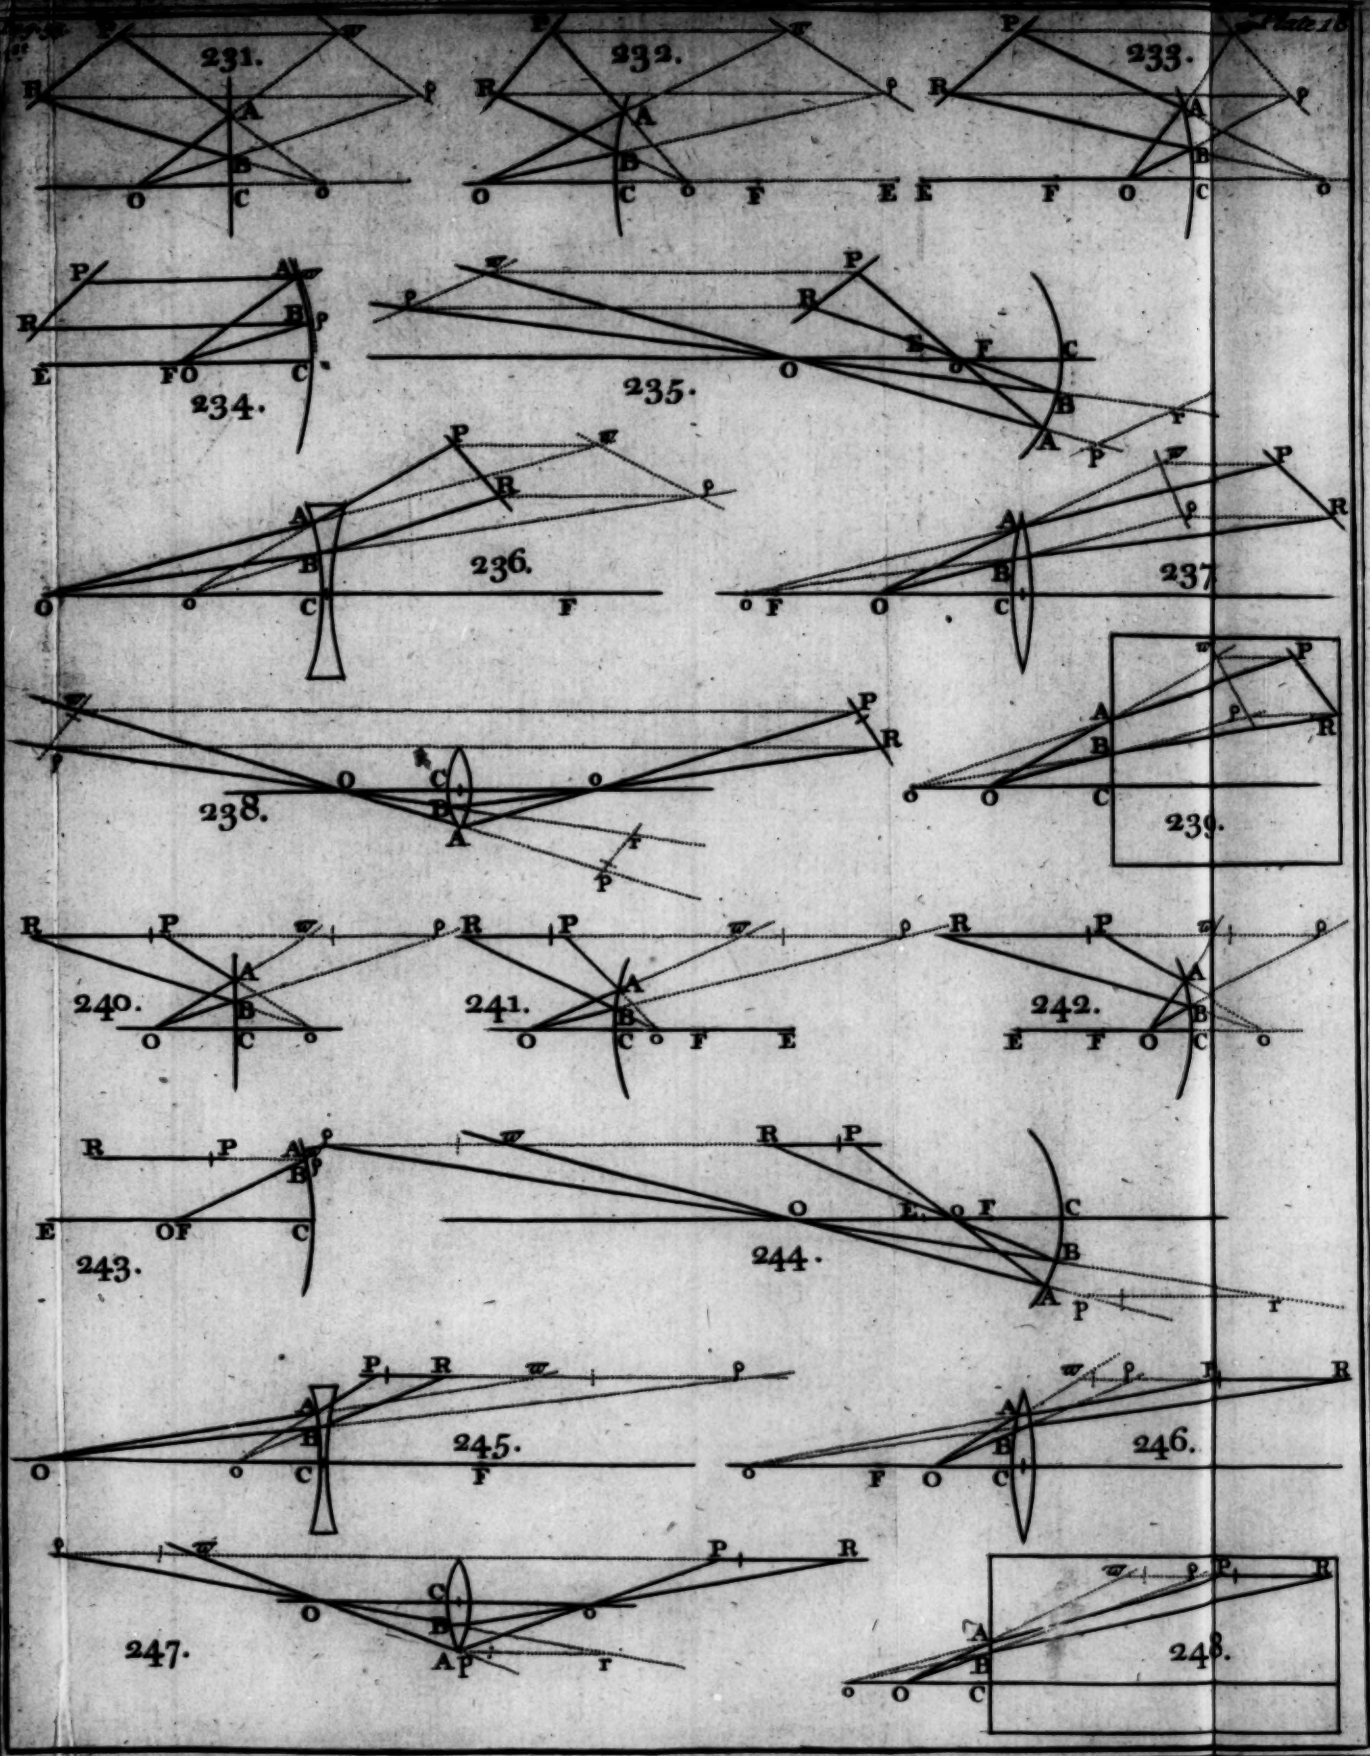 Plate 18
P ϖ P ϖ P ϖ
231. 232. 233.
R ρ R ρ R ρ
A A A
B B B
O C o O C o F E E F O C o
P A ϖ ϖ P
R B ρ ρ R
E F O C O E o F C
234. 235.
B r
A p
P ϖ ϖ P
R ρ ρ R
A A
B 236. B 237
O o C F o F O C
ϖ P ϖ P
ρ R ρ R
A
B
O C o o O C
238. B 239.
A r
p
R P ϖ ρ R P ϖ ρ R P ϖ ρ
A A A
240. B 241. B 242. B
O C o O C o F E E F O C o
R P A ρ ϖ R P
B ρ
E O F C O E o F C
243. 244. B
A p r
P R ϖ ρ ϖ ρ P R
A A
B 245. B 246.
O o C F o F O C
ρ ϖ P R ϖ ρ P R
C
O o A
B B
247. A p r 248.
o O C